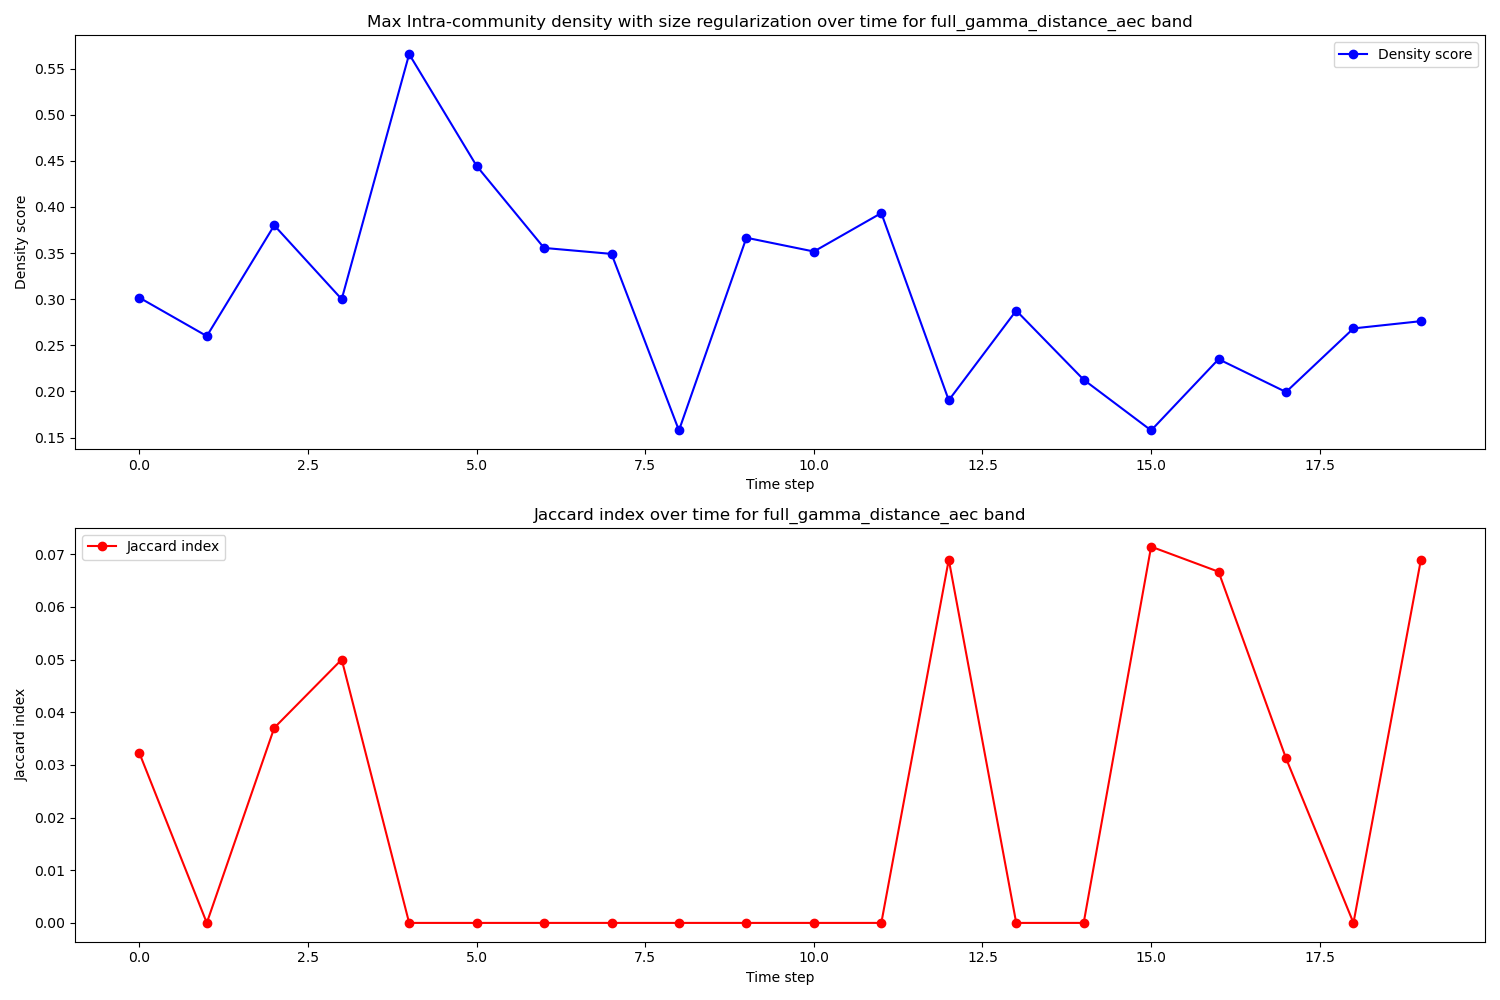 Max Intra-community density with size regularization over time for full_gamma_distance_aec band
Density score
0.55
0.50
0.45
0.40
0.35
0.30
0.25
0.20
0.15
Density score
0.0 2.5 5.0 7.5 10.0 12.5 15.0 17.5
Time step
Jaccard index over time for full_gamma_distance_aec band
Jaccard index
0.07
0.06
0.05
0.04
0.03
0.02
0.01
0.00
Jaccard index
0.0 2.5 5.0 7.5 10.0 12.5 15.0 17.5
Time step